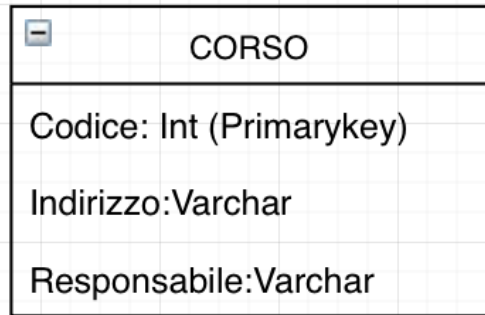 CORSO
Codice: Int (Primarykey)
Indirizzo:Varchar
Responsabile:Varchar